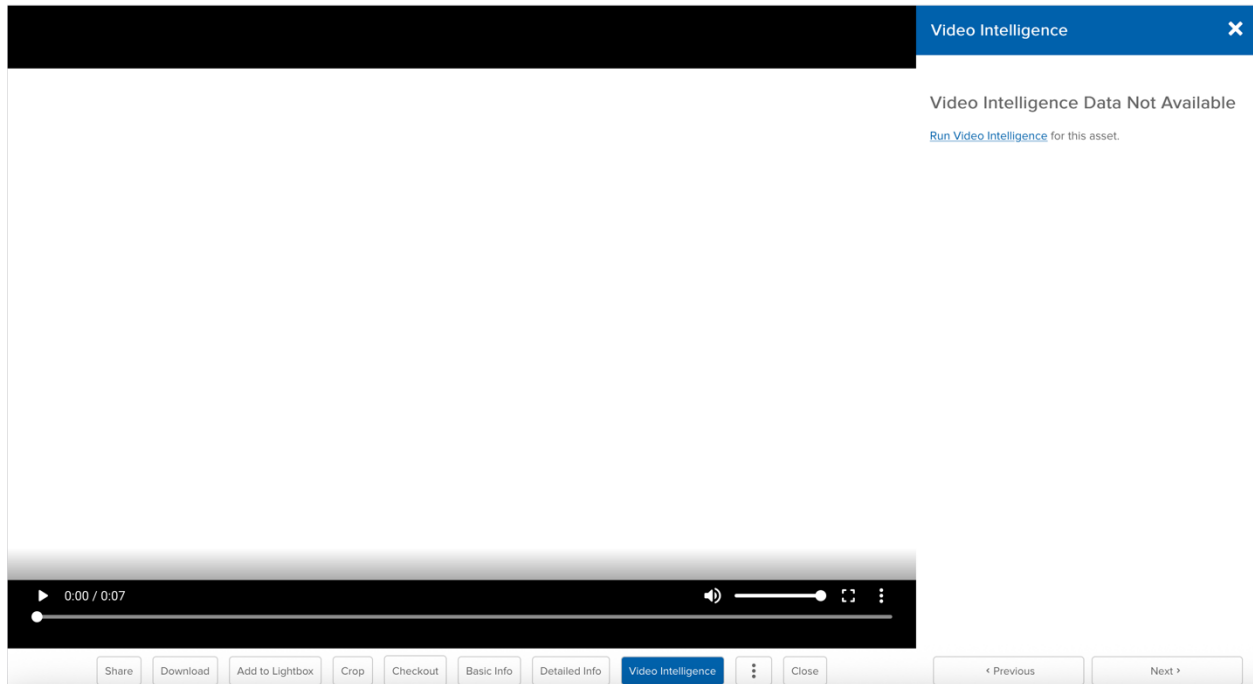 Video Intelligence
Video Intelligence Data Not Available
Run Video Intelligence for this asset.
0:00 / 0:07
Share Download Add to Lightbox Crop Checkout Basic Info Detailed Info Video Intelligence Close ‹ Previous Next ›